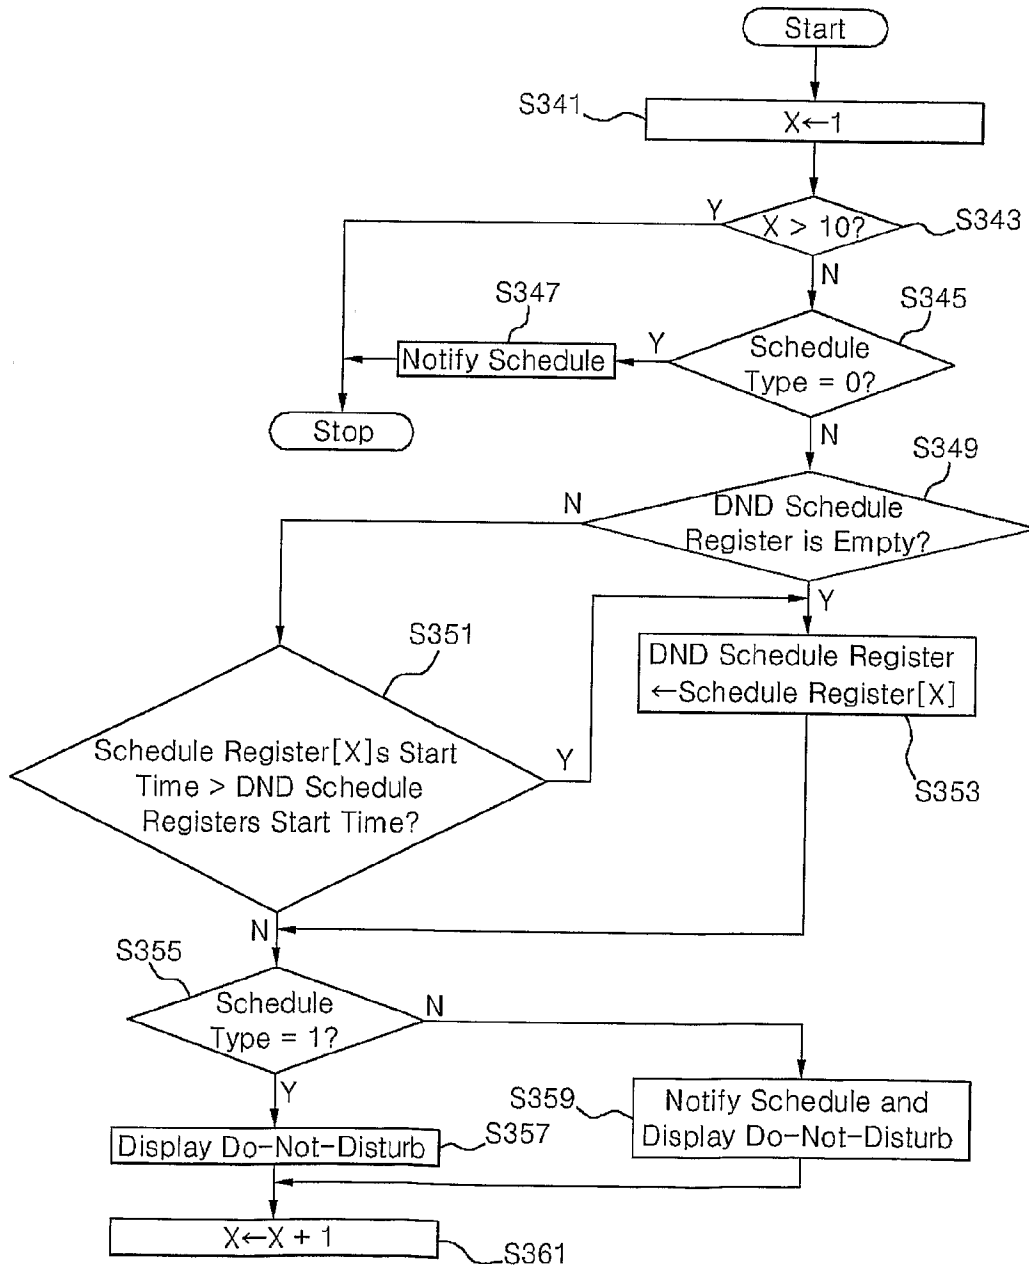 Start
S341
X←1
Y
X > 10?
S343
N
S347
S345
Notify Schedule
Y
Schedule
Type = 0?
Stop
N
S349
N
DND Schedule
Register is Empty?
Y
S351
DND Schedule Register
←Schedule Register[X]
Schedule Register[X]s Start
Time > DND Schedule
Registers Start Time?
Y
S353
N
S355
Schedule
Type = 1?
N
Y
S359
Notify Schedule and
Display Do-Not-Disturb
Display Do-Not-Disturb
S357
X←X + 1
S361